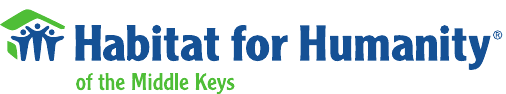 Habitat for Humanity®
of the Middle Keys